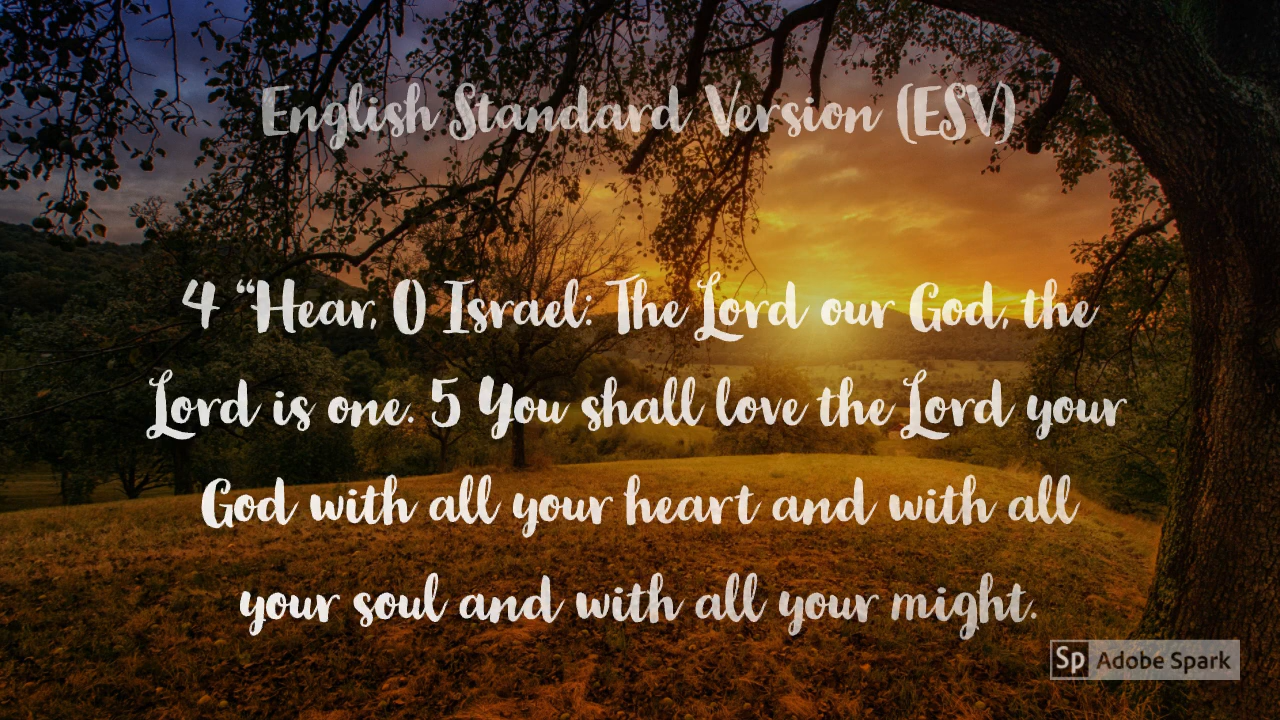 English Standard Version (ESV)
4 “Hear, O Israel: The Lord our God, the
Lord is one. 5 You shall love the Lord your
God with all your heart and with all
your soul and with all your might.
Sp Adobe Spark